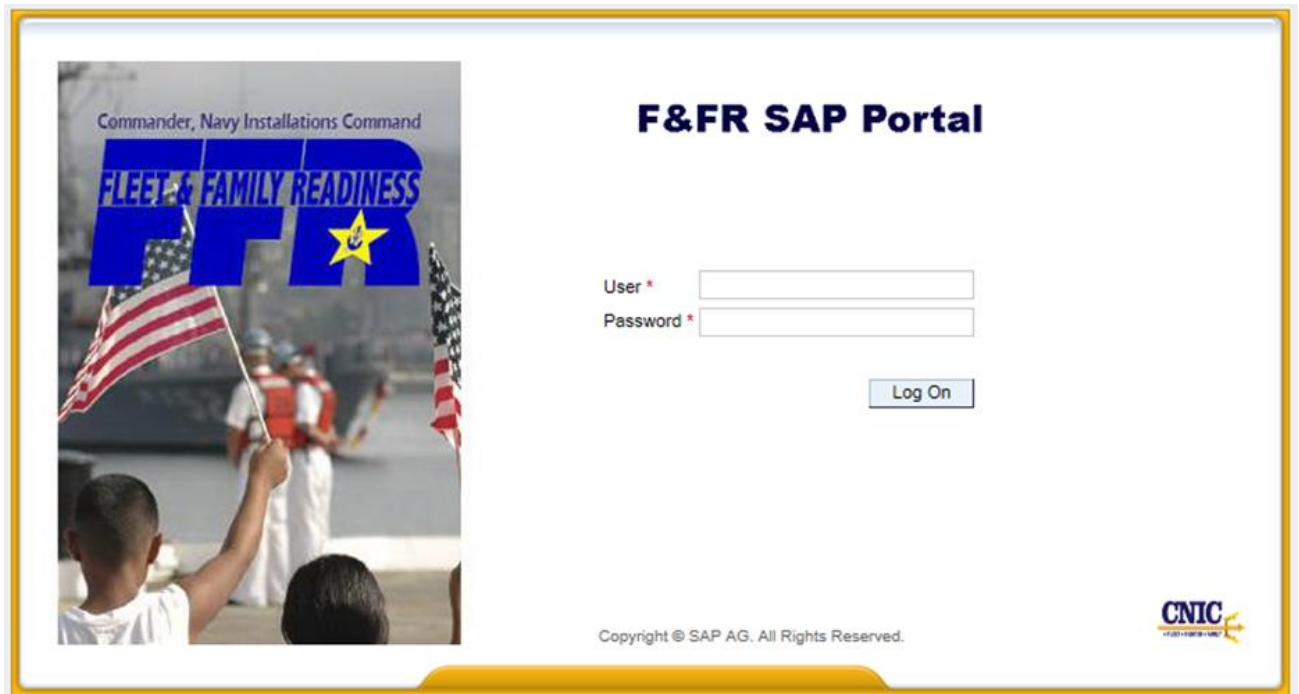 Commander, Navy Installations Command
FLEET & FAMILY READINESS
FFR
F&FR SAP Portal
User *
Password *
Log On
Copyright © SAP AG. All Rights Reserved.
CNIC